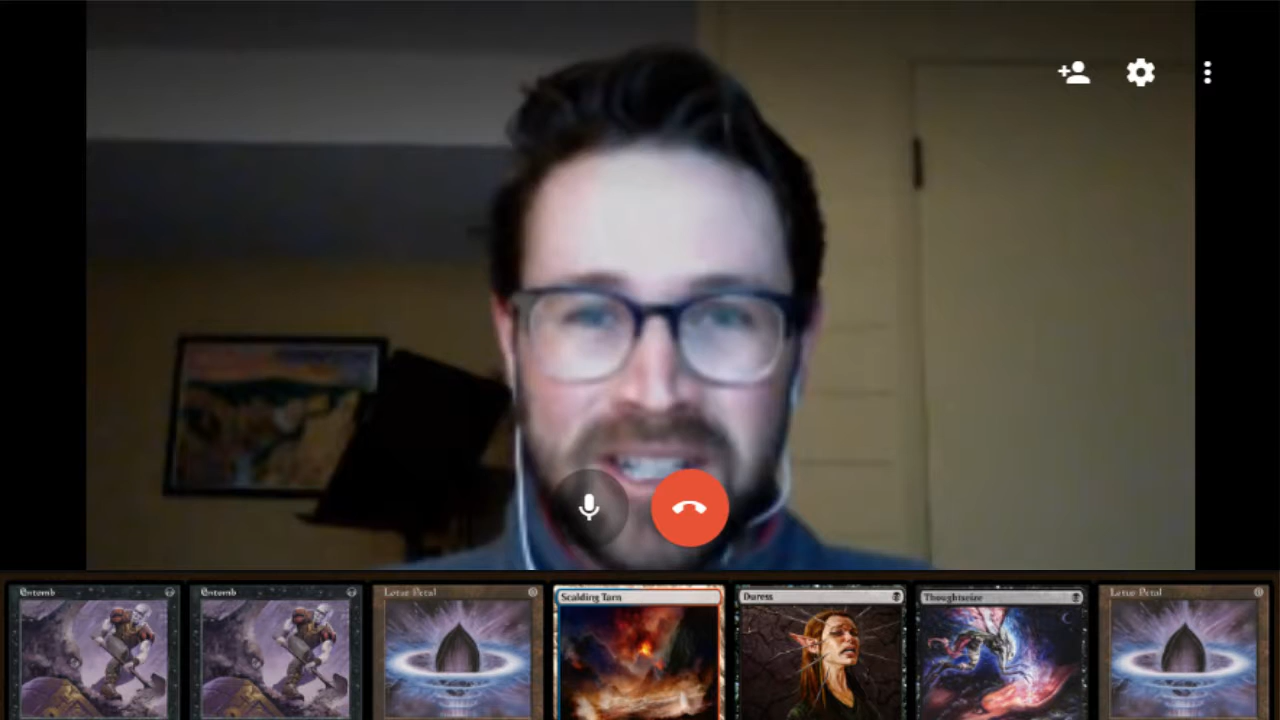 Entomb
Entomb
Lotus Petal
Scalding Tarn
Duress
Thoughtseize
Lotus Petal